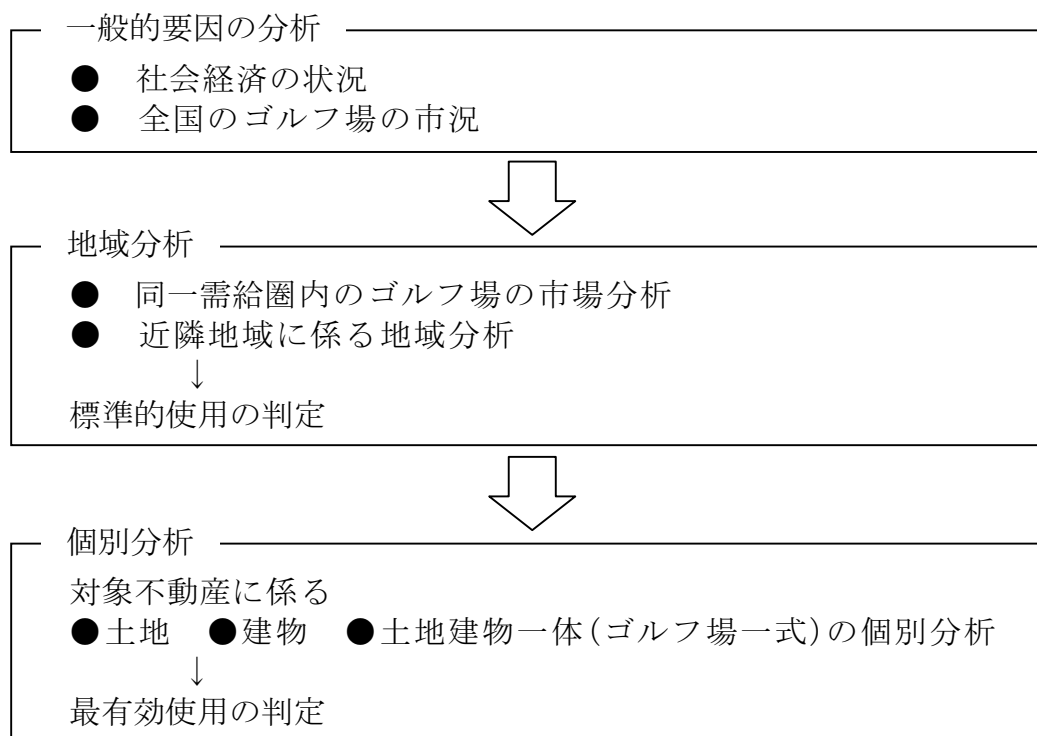 一般的要因の分析
● 社会経済の状況
● 全国のゴルフ場の市況
地域分析
● 同一需給圏内のゴルフ場の市場分析
● 近隣地域に係る地域分析
↓
標準的使用の判定
個別分析
対象不動産に係る
●土地 ●建物 ●土地建物一体(ゴルフ場一式)の個別分析
↓
最有効使用の判定